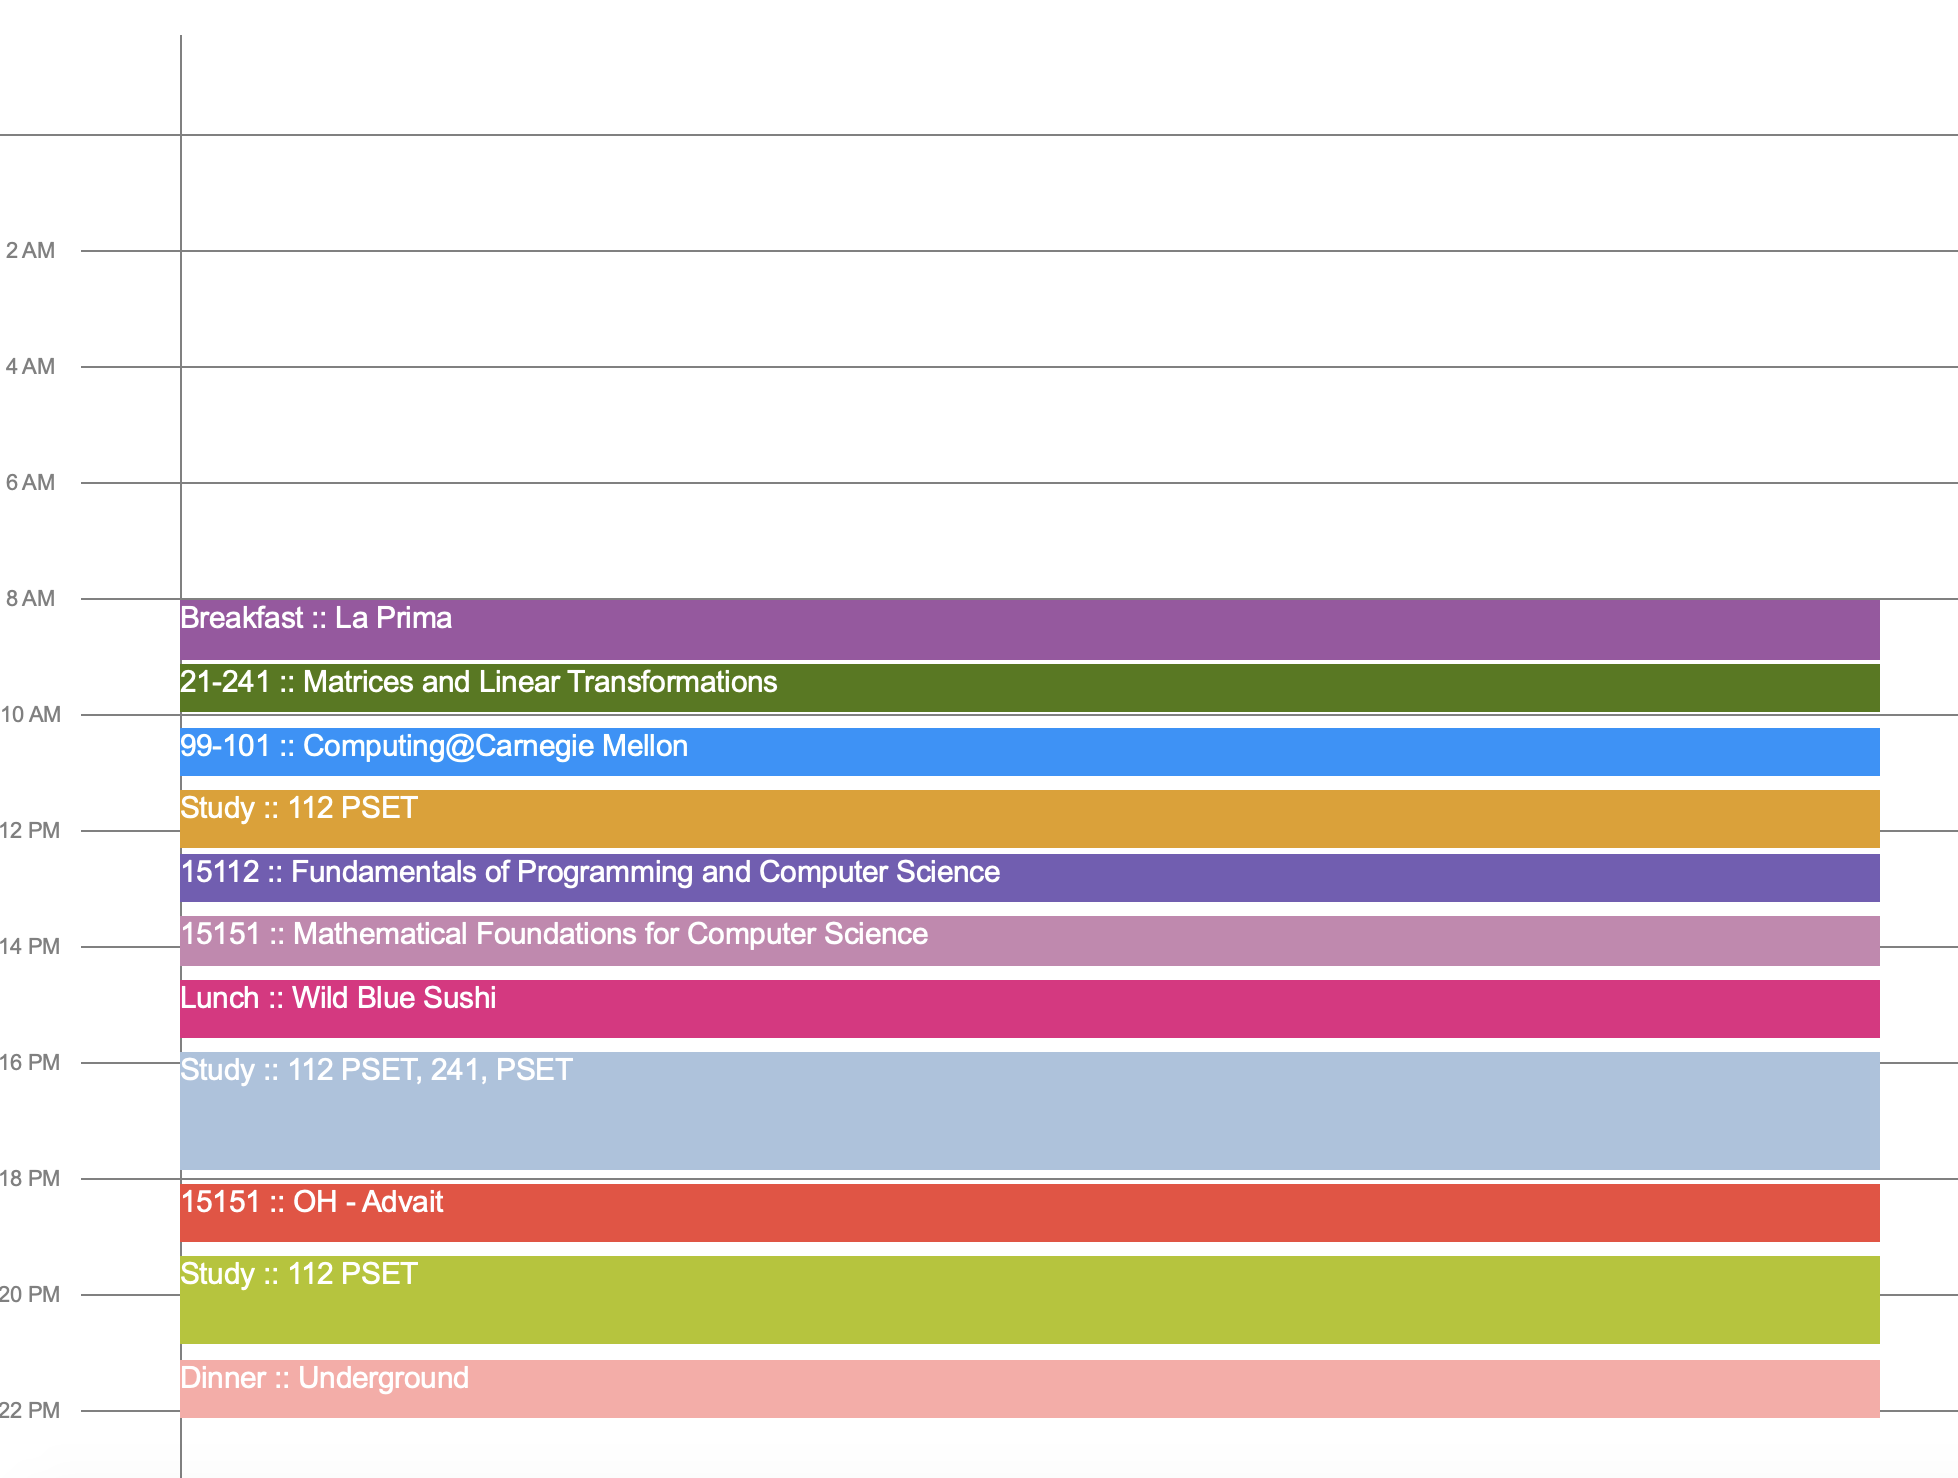 2 AM
4 AM
6 AM
8 AM
Breakfast :: La Prima
21-241 :: Matrices and Linear Transformations
10 AM
99-101 :: Computing@Carnegie Mellon
Study :: 112 PSET
12 PM
15112 :: Fundamentals of Programming and Computer Science
15151 :: Mathematical Foundations for Computer Science
14 PM
Lunch :: Wild Blue Sushi
16 PM
Study :: 112 PSET, 241, PSET
18 PM
15151 :: OH - Advait
Study :: 112 PSET
20 PM
Dinner :: Underground
22 PM